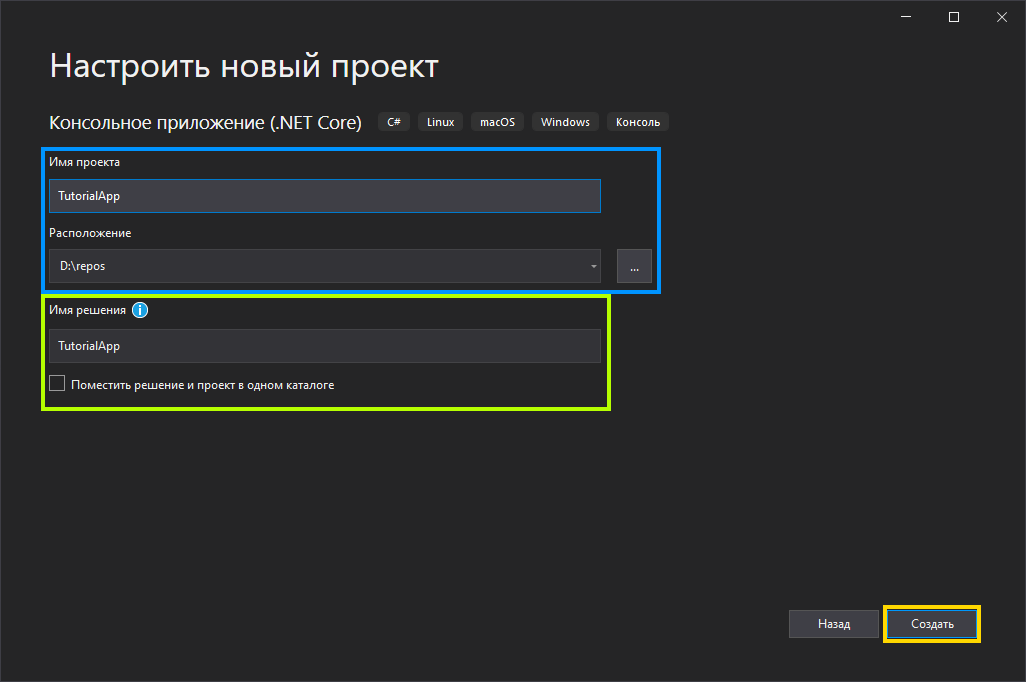 Настроить новый проект
Консольное приложение (.NET Core) C# Linux macOS Windows Консоль
Имя проекта
TutorialApp
Расположение
D:\repos ...
Имя решения i
TutorialApp
Поместить решение и проект в одном каталоге
Назад Создать